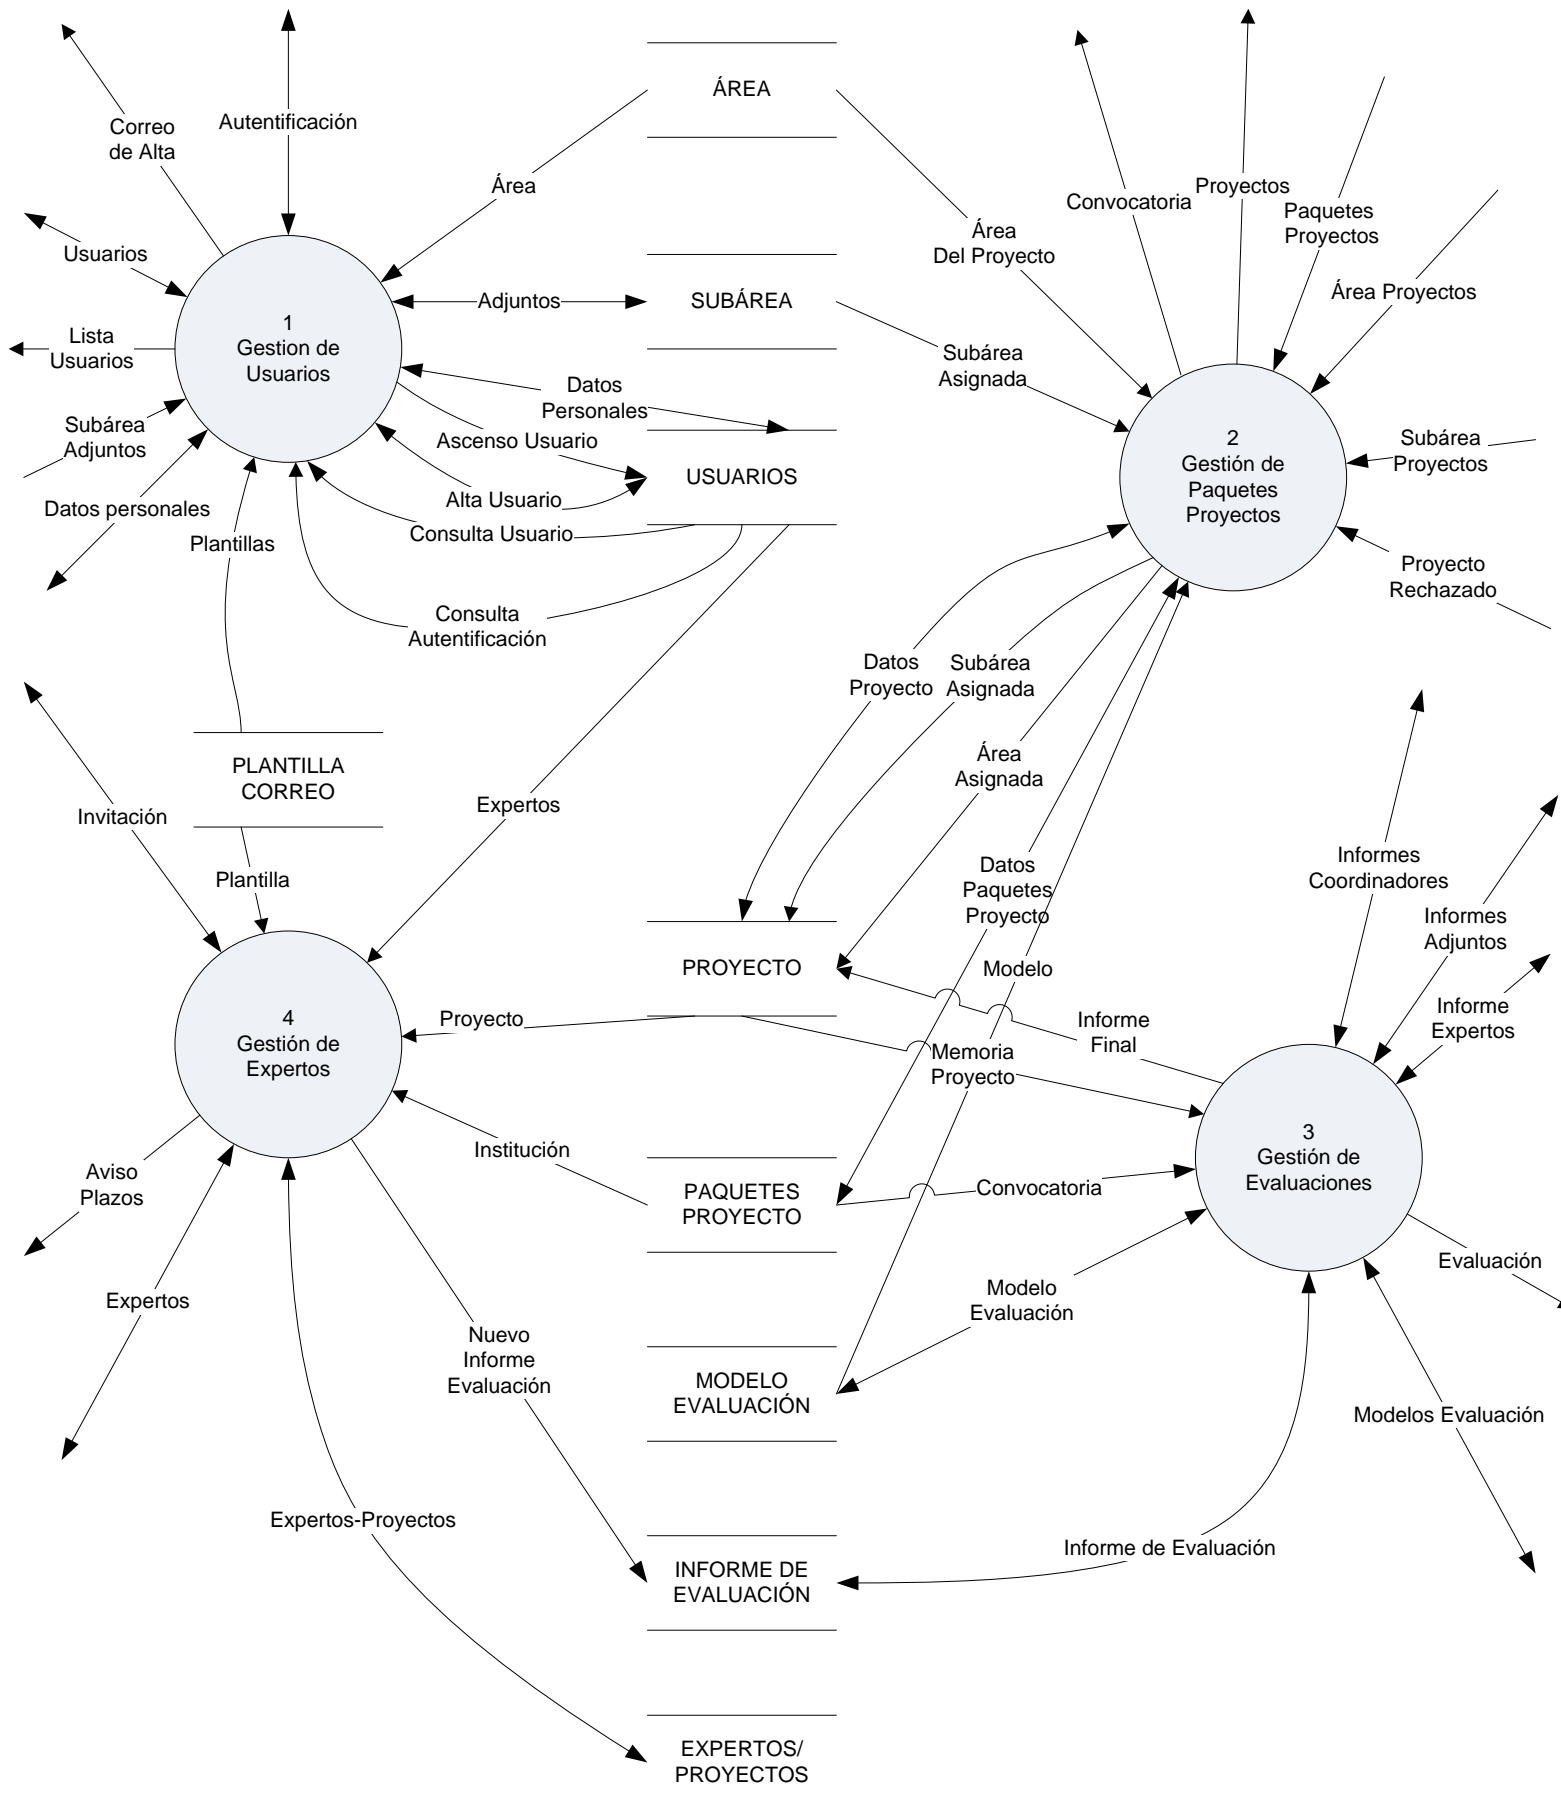 ÁREA
Correo
de Alta
Autentificación
Área
Usuarios
Adjuntos
SUBÁREA
1
Gestion de
Usuarios
Lista
Usuarios
Datos
Personales
Subárea
Adjuntos
Ascenso Usuario
USUARIOS
Alta Usuario
Datos personales
Consulta Usuario
Plantillas
Consulta
Autentificación
Convocatoria
Proyectos
Paquetes
Proyectos
Área
Del Proyecto
Área Proyectos
Subárea
Asignada
2
Gestión de
Paquetes
Proyectos
Subárea
Proyectos
Proyecto
Rechazado
Datos
Proyecto
Subárea
Asignada
Área
Asignada
PLANTILLA
CORREO
Invitación
Expertos
Plantilla
Datos
Paquetes
Proyecto
Informes
Coordinadores
Informes
Adjuntos
Informe
Expertos
PROYECTO
Modelo
4
Gestión de
Expertos
Proyecto
Informe
Final
Memoria
Proyecto
3
Gestión de
Evaluaciones
Institución
Aviso
Plazos
PAQUETES
PROYECTO
Convocatoria
Expertos
Modelo
Evaluación
Evaluación
Nuevo
Informe
Evaluación
MODELO
EVALUACIÓN
Modelos Evaluación
Expertos-Proyectos
Informe de Evaluación
INFORME DE
EVALUACIÓN
EXPERTOS/
PROYECTOS